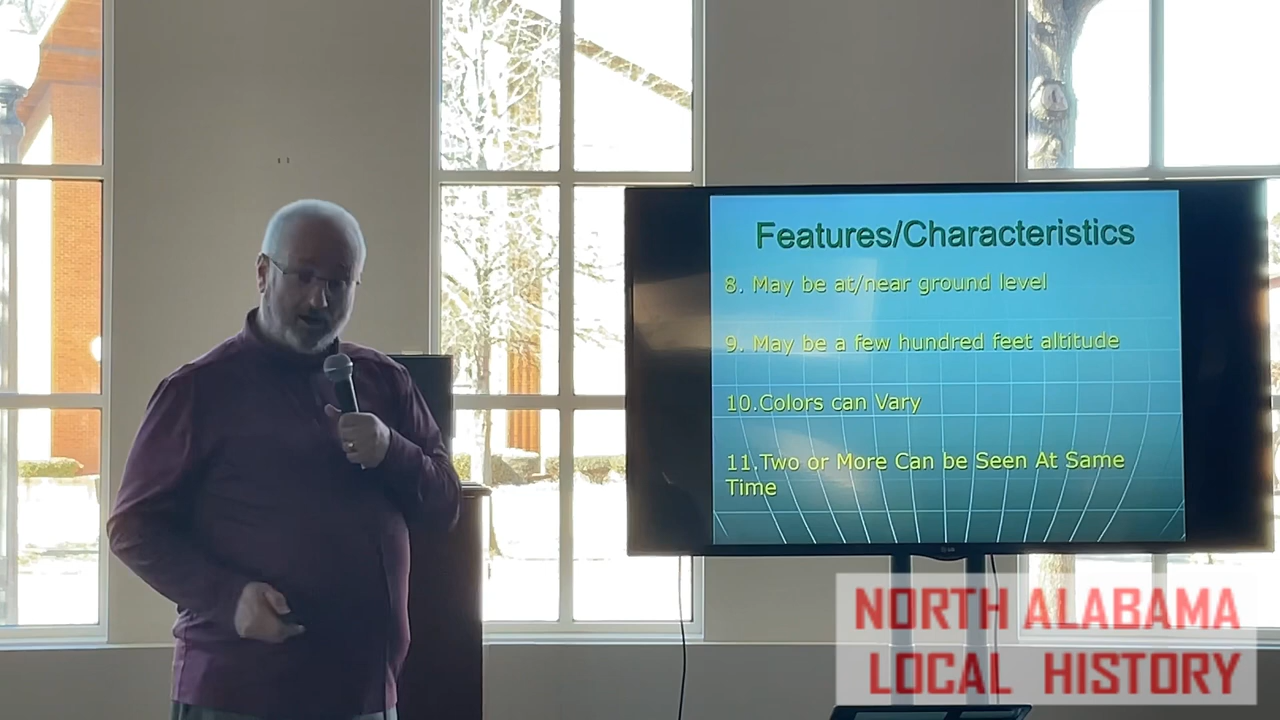 Features/Characteristics
8. May be at/near ground level
9. May be a few hundred feet altitude
10.Colors can Vary
11.Two or More Can be Seen At Same
Time
NORTH ALABAMA
LOCAL HISTORY